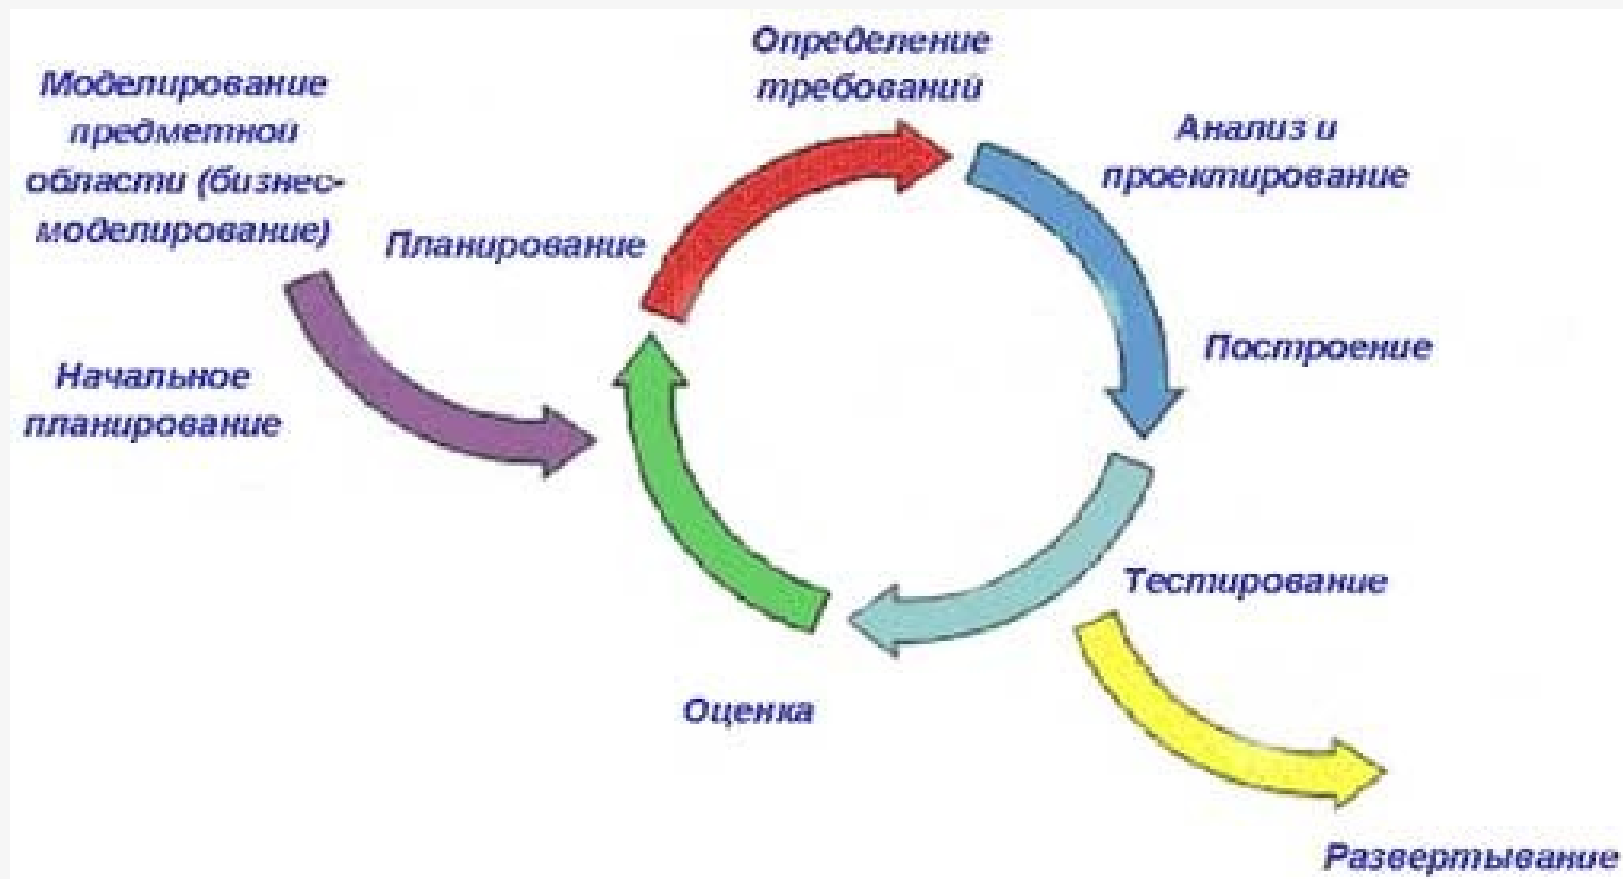 Определение
требований
Моделирование
предметной
области (бизнес-
моделирование)
Анализ и
проектирование
Планирование
Построение
Начальное
планирование
Тестирование
Оценка
Развертывание